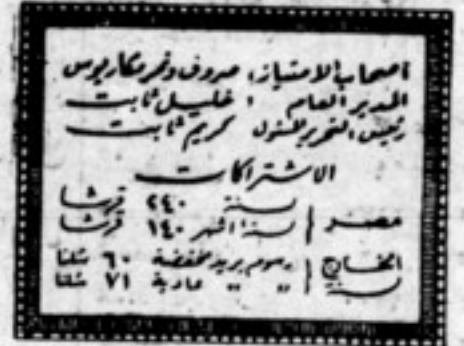 اصحاب الامتياز: صروف ونمر ومكاريوس
المدير العام : خليل ثابت
رئيس التحرير المسئول كريم ثابت
الاشتراكات
مصر | سنة ٢٤٠ قرشا
ستة اشهر ١٤٠ قرشا
الخارج | برسوم بريد مخفضة ٦٠ شلنا
سنة | " " عادية ٧١ شلنا